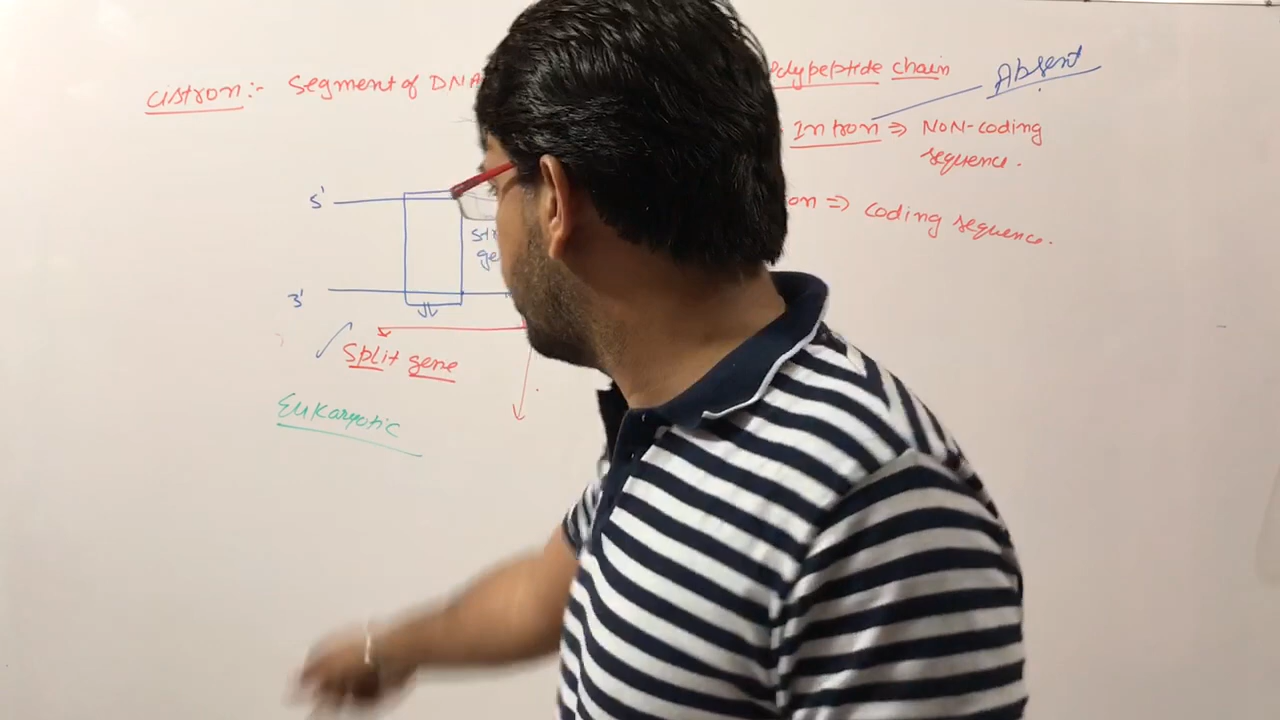 cistron:- Segment of DNA
polypeptide chain
Absent
Intron ⇒ NON-coding
sequence.
on ⇒ coding sequence.
5'
3'
Split gene
Eukaryotic